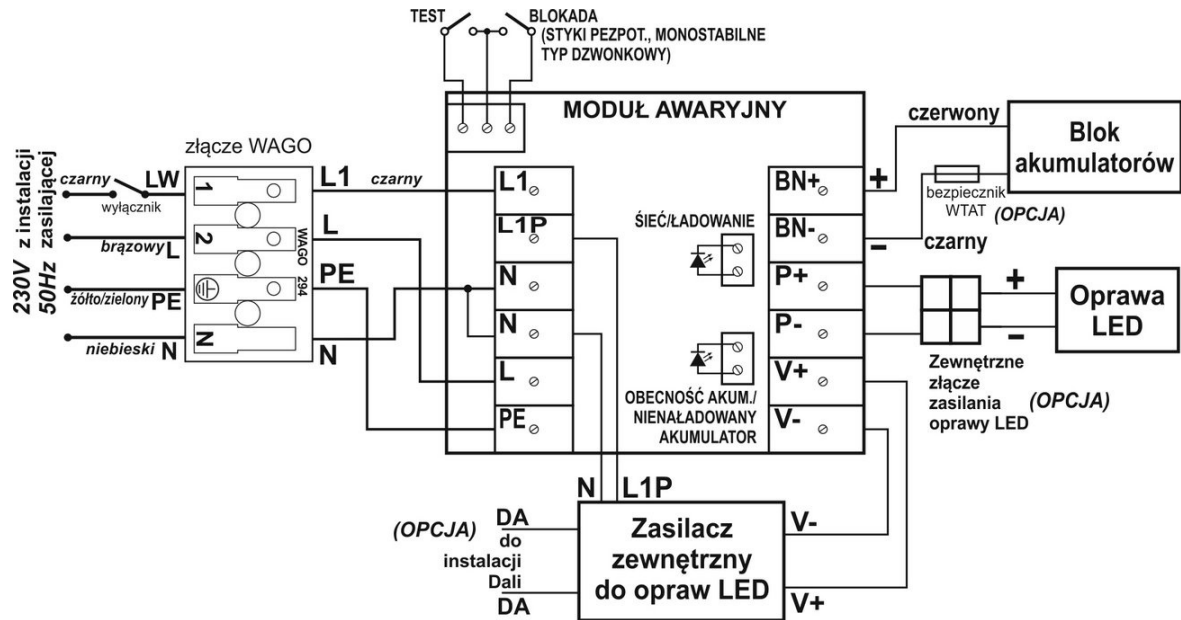 TEST
BLOKADA
(STYKI PEZPOT., MONOSTABILNE
TYP DZWONKOWY)
MODUŁ AWARYJNY
230V z instalacji
50Hz zasilającej
złącze WAGO
czarny
LW
wyłącznik
brązowy L
żółto/zielony PE
niebieski N
1
2
N
WAGO
294
L1
czarny
L
PE
N
L1
L1P
N
N
L
PE
ŚIEĆ/ŁADOWANIE
OBECNOŚĆ AKUM./
NIENAŁADOWANY
AKUMULATOR
BN+
BN-
P+
P-
V+
V-
+
-
czerwony
bezpiecznik
WTAT
(OPCJA)
czarny
Blok
akumulatorów
+
-
Oprawa
LED
Zewnętrzne
złącze
zasilania
oprawy LED
(OPCJA)
N
L1P
(OPCJA)
DA
do
instalacji
Dali
DA
Zasilacz
zewnętrzny
do opraw LED
V-
V+